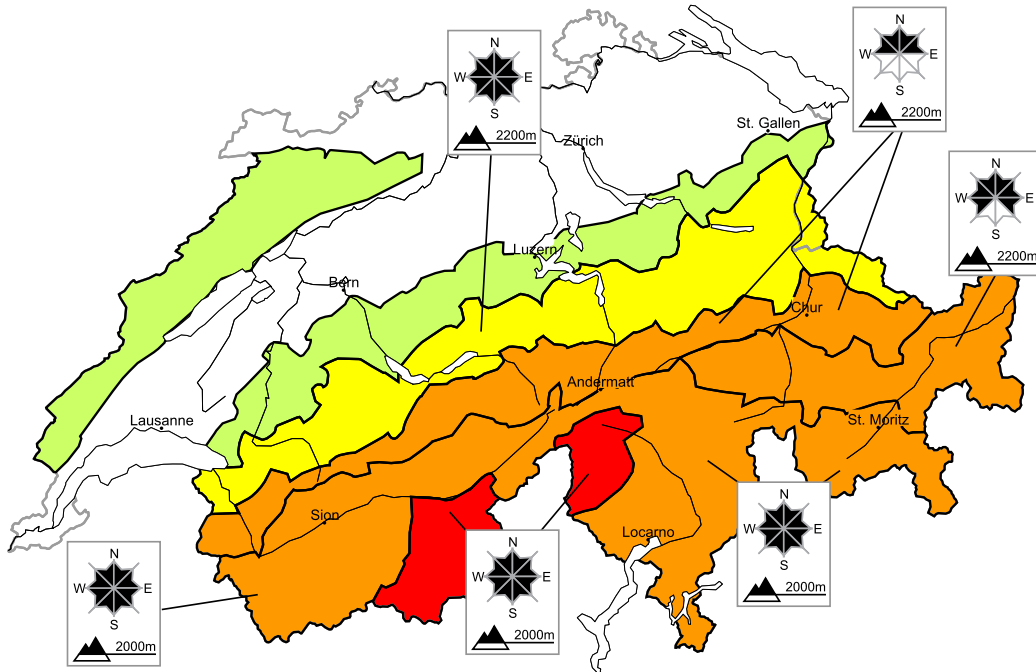 N
W E
S
2200m
N
W E
S
2200m
St. Gallen
Zürich
N
W E
S
2200m
Luzern
Bern
Chur
Andermatt
Lausanne
St. Moritz
N
W E
S
2000m
Sion
Locarno
N
W E
S
2000m
N
W E
S
2000m